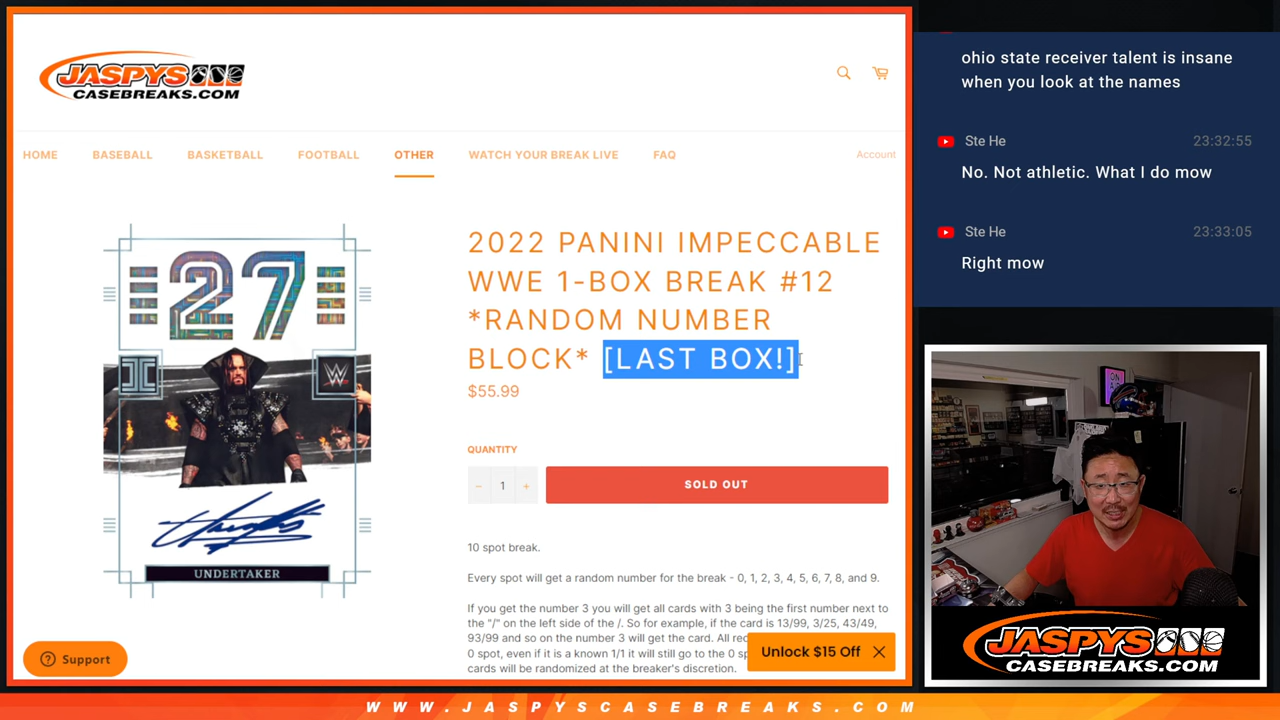 JASPYS
CASEBREAKS.COM
HOME BASEBALL BASKETBALL FOOTBALL OTHER WATCH YOUR BREAK LIVE FAQ Account
27
W
UNDERTAKER
2022 PANINI IMPECCABLE
WWE 1-BOX BREAK #12
*RANDOM NUMBER
BLOCK* [LAST BOX!]
$55.99
QUANTITY
− 1 +
SOLD OUT
10 spot break.
Every spot will get a random number for the break - 0, 1, 2, 3, 4, 5, 6, 7, 8, and 9.
If you get the number 3 you will get all cards with 3 being the first number next to
the "/" on the left side of the /. So for example, if the card is 13/99, 3/25, 43/49,
93/99 and so on the number 3 will get the card. All
0 spot, even if it is a known 1/1 it will still go to the 0
cards will be randomized at the breaker's discretion.
Support
Unlock $15 Off
ohio state receiver talent is insane
when you look at the names
Ste He 23:32:55
No. Not athletic. What I do mow
Ste He 23:33:05
Right mow
JASPYS
CASEBREAKS.COM
WWW.JASPYSCASEBREAKS.COM